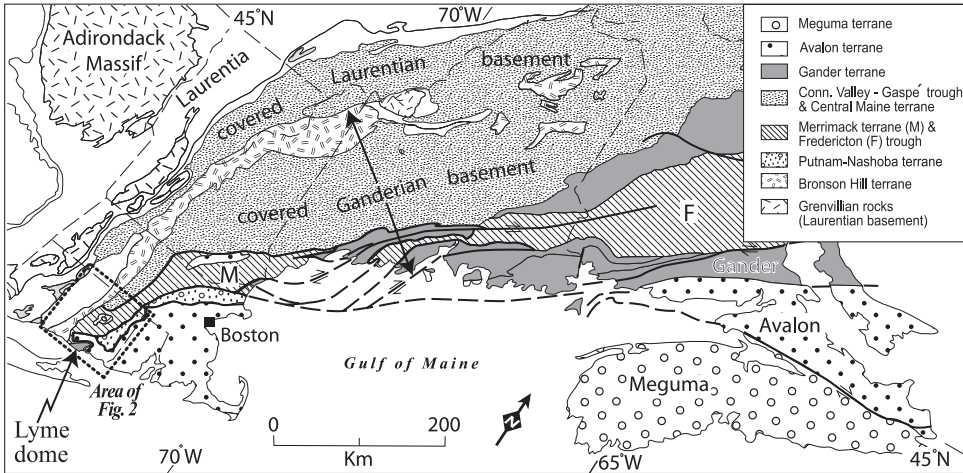 45°N
70°W
Adirondack
Massif
Laurentia
covered
Laurentian
basement
covered
Ganderian
basement
F
M
Gander
Avalon
Boston
Gulf of Maine
Meguma
Area of
Fig. 2
Lyme
dome
0
200
Km
N
70°W
65°W
45°N
Meguma terrane
Avalon terrane
Gander terrane
Conn. Valley - Gaspé trough
& Central Maine terrane
Merrimack terrane (M) &
Fredericton (F) trough
Putnam-Nashoba terrane
Bronson Hill terrane
Grenvillian rocks
(Laurentian basement)